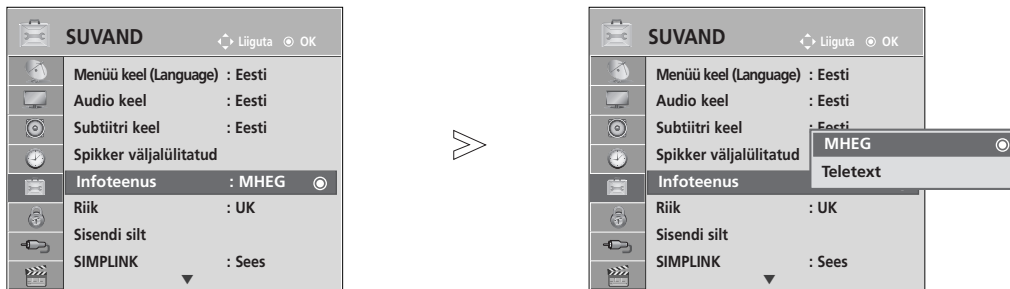 SUVAND Liiguta OK
Menüü keel (Language) : Eesti
Audio keel : Eesti
Subtiitri keel : Eesti
Spikker väljalülitatud
Infoteenus : MHEG
Riik : UK
Sisendi silt
SIMPLINK : Sees
SUVAND Liiguta OK
Menüü keel (Language) : Eesti
Audio keel : Eesti
Subtiitri keel : Eesti
Spikker väljalülitatud
Infoteenus
Riik : UK
Sisendi silt
SIMPLINK : Sees
MHEG
Teletext